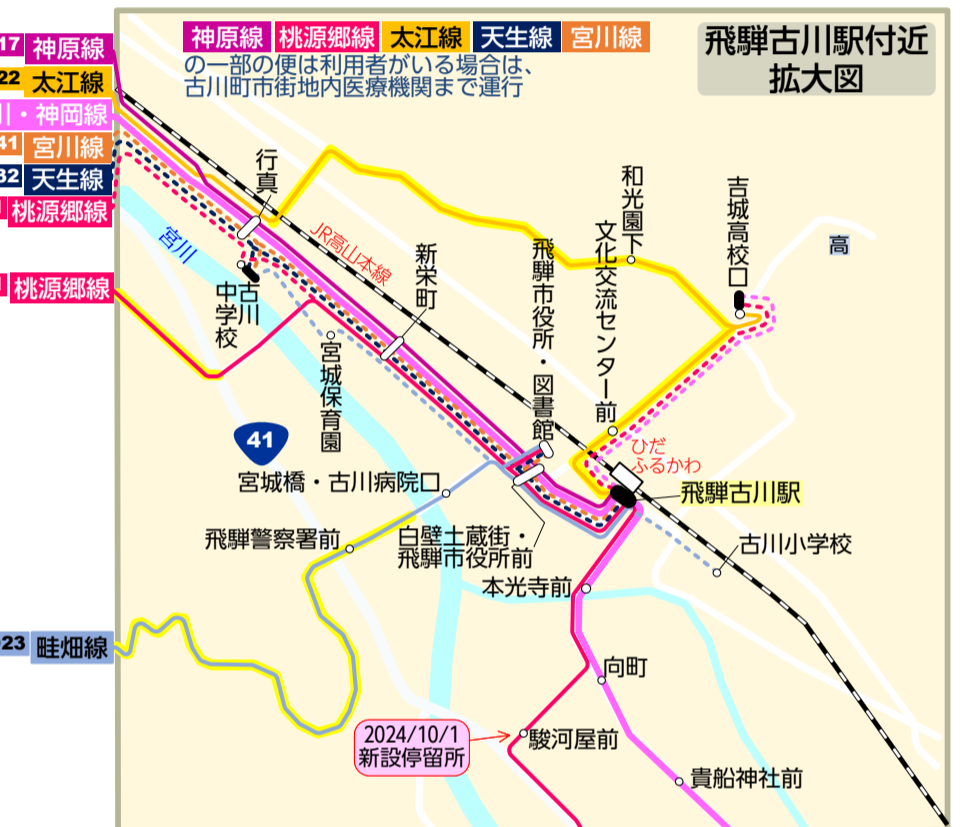 神原線 桃源郷線 太江線 天生線 宮川線
の一部の便は利用者がいる場合は、
古川町市街地内医療機関まで運行
飛騨古川駅付近
拡大図
17 神原線
22 太江線
川・神岡線
41 宮川線
32 天生線
桃源郷線
桃源郷線
23 畦畑線
行真
宮川
JR高山本線
新栄町
古川
中学校
宮城保育園
飛騨市役所・図書館
文化交流センター前
和光園下
吉城高校口
高
41
ひだ
ふるかわ
飛騨古川駅
宮城橋・古川病院口
飛騨警察署前
白壁土蔵街・
飛騨市役所前
古川小学校
本光寺前
向町
2024/10/1
新設停留所
駿河屋前
貴船神社前